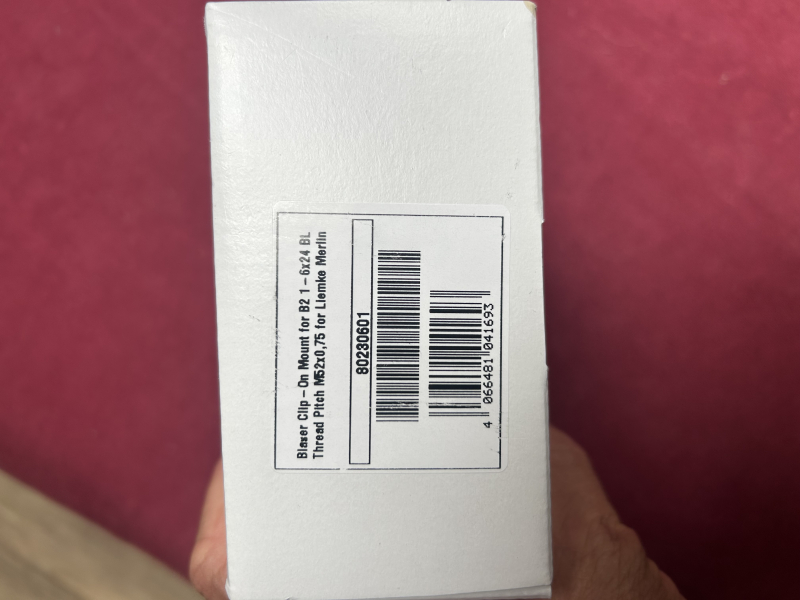 Blaser Clip-On Mount for B2 1-6x24 BL
Thread Pitch M52x0,75 for Liemke Merlin
80230601
4 066481 041693